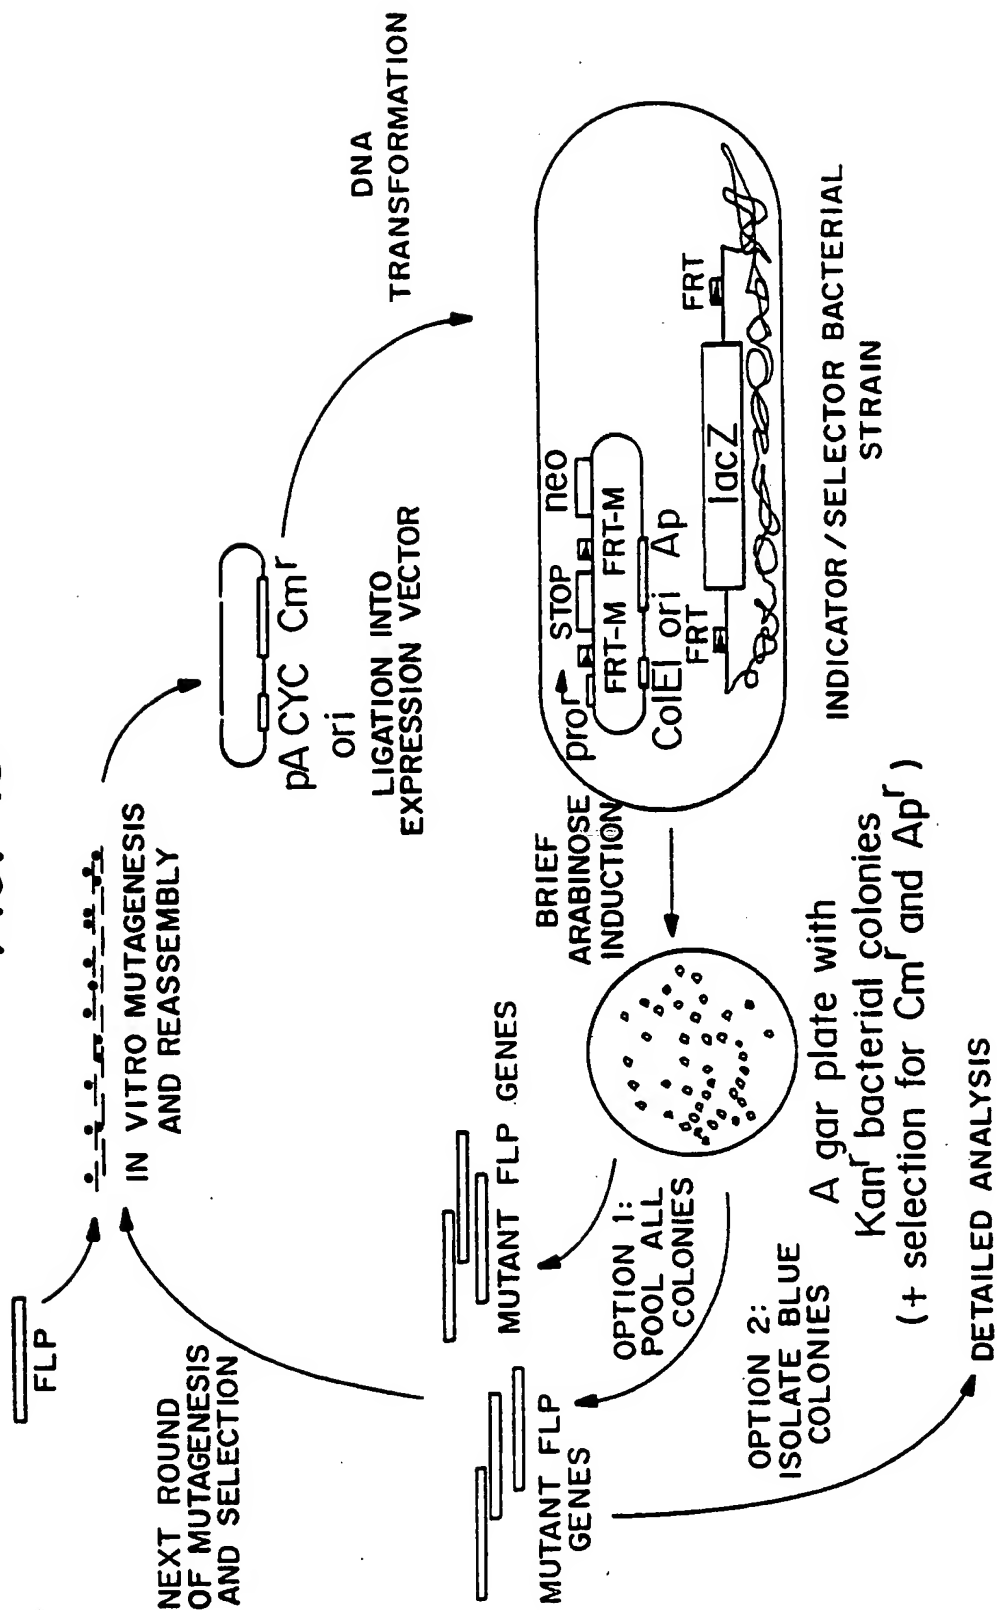 FLP
IN VITRO MUTAGENESIS
AND REASSEMBLY
NEXT ROUND
OF MUTAGENESIS
AND SELECTION
pA CYC Cm^r
ori
LIGATION INTO
EXPRESSION VECTOR
DNA
TRANSFORMATION
MUTANT FLP GENES
MUTANT FLP
GENES
OPTION 1:
POOL ALL
COLONIES
OPTION 2:
ISOLATE BLUE
COLONIES
BRIEF
ARABINOSE
INDUCTION
pro
STOP
neo
FRT-M FRT-M
ColEI ori Ap
FRT
lacZ
FRT
INDICATOR/SELECTOR BACTERIAL
STRAIN
A gar plate with
Kan^r bacterial colonies
(+ selection for Cm^r and Ap^r)
DETAILED ANALYSIS